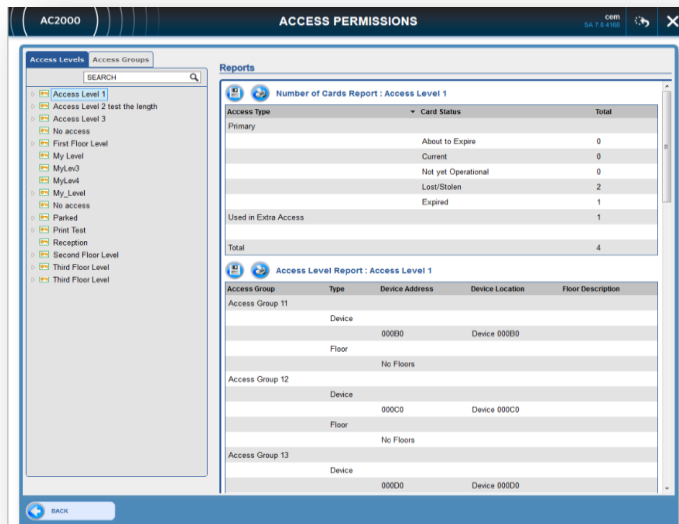 AC2000
ACCESS PERMISSIONS
cem
SA 7.8 4160
Access Levels Access Groups
SEARCH
Access Level 1
Access Level 2 test the length
Access Level 3
No access
First Floor Level
My Level
MyLev3
MyLev4
My_Level
No access
Parked
Print Test
Reception
Second Floor Level
Third Floor Level
Third Floor Level
Reports
Number of Cards Report : Access Level 1
Access Type Card Status Total
Primary
About to Expire 0
Current 0
Not yet Operational 0
Lost/Stolen 2
Expired 1
Used in Extra Access 1
Total 4
Access Level Report : Access Level 1
Access Group Type Device Address Device Location Floor Description
Access Group 11
Device
000B0 Device 000B0
Floor
No Floors
Access Group 12
Device
000C0 Device 000C0
Floor
No Floors
Access Group 13
Device
000D0 Device 000D0
BACK